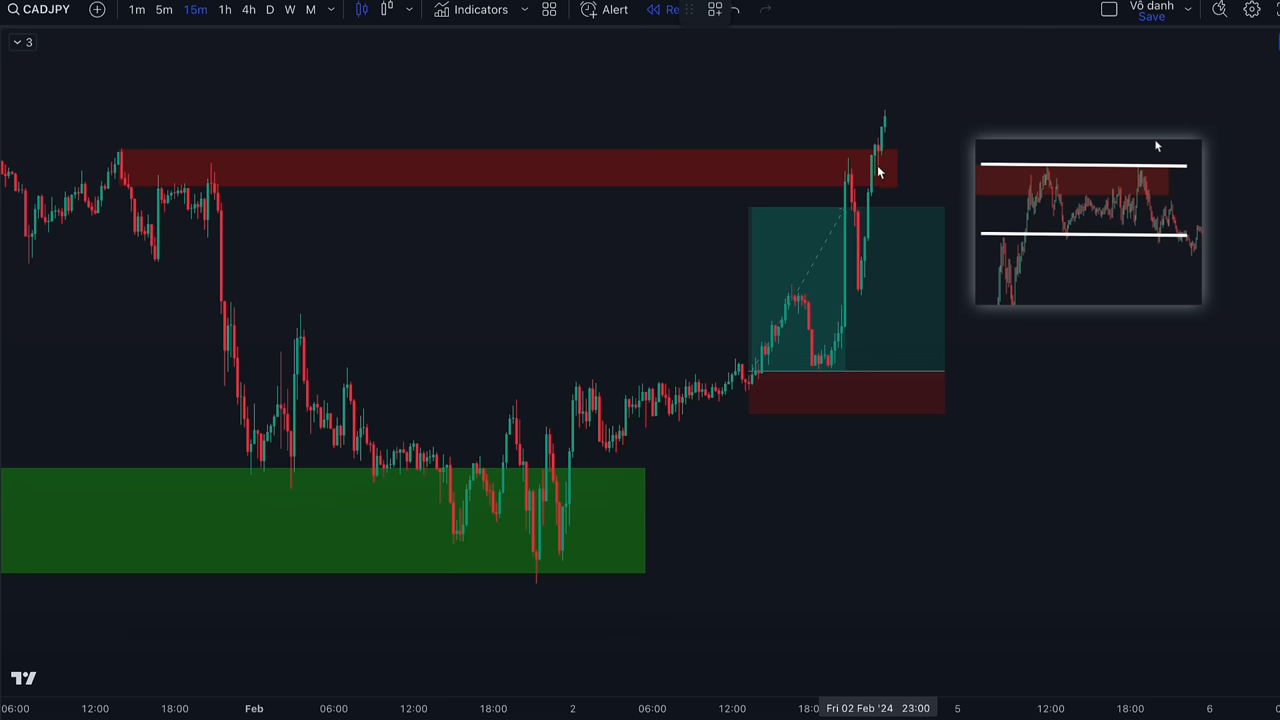 CADJPY 1m 5m 15m 1h 4h D W M Indicators Alert Re Vô danh
Save
3
06:00 12:00 18:00 Feb 06:00 12:00 18:00 2 06:00 12:00 18:0 Fri 02 Feb '24 23:00 5 12:00 18:00 6